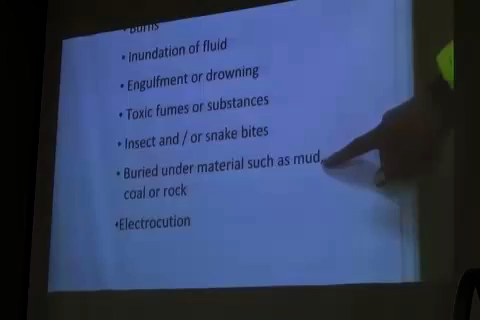 • Burns
• Inundation of fluid
• Engulfment or drowning
• Toxic fumes or substances
• Insect and / or snake bites
• Buried under material such as mud
coal or rock
•Electrocution